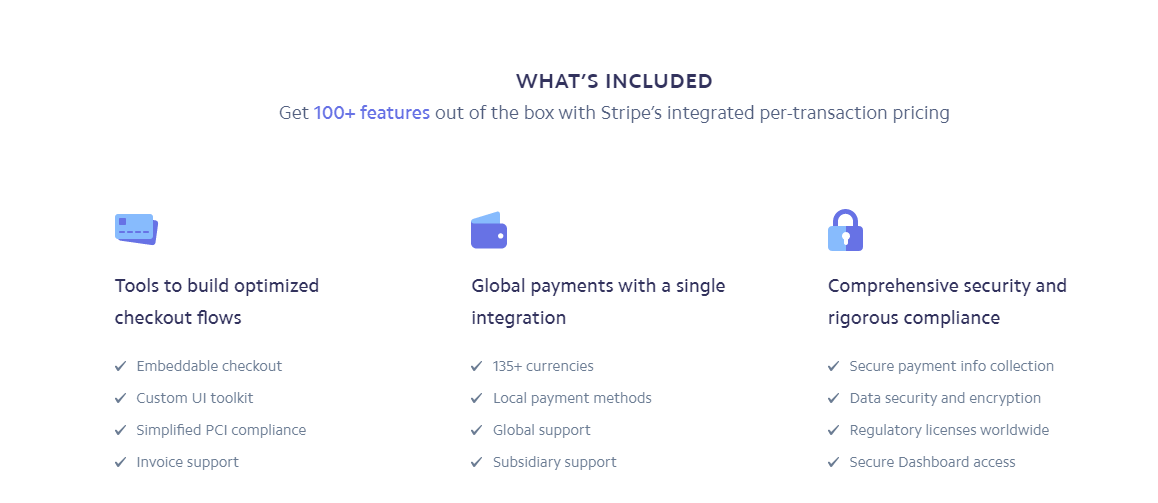 WHAT’S INCLUDED
Get 100+ features out of the box with Stripe’s integrated per-transaction pricing
Tools to build optimized
checkout flows
Embeddable checkout
Custom UI toolkit
Simplified PCI compliance
Invoice support
Global payments with a single
integration
135+ currencies
Local payment methods
Global support
Subsidiary support
Comprehensive security and
rigorous compliance
Secure payment info collection
Data security and encryption
Regulatory licenses worldwide
Secure Dashboard access